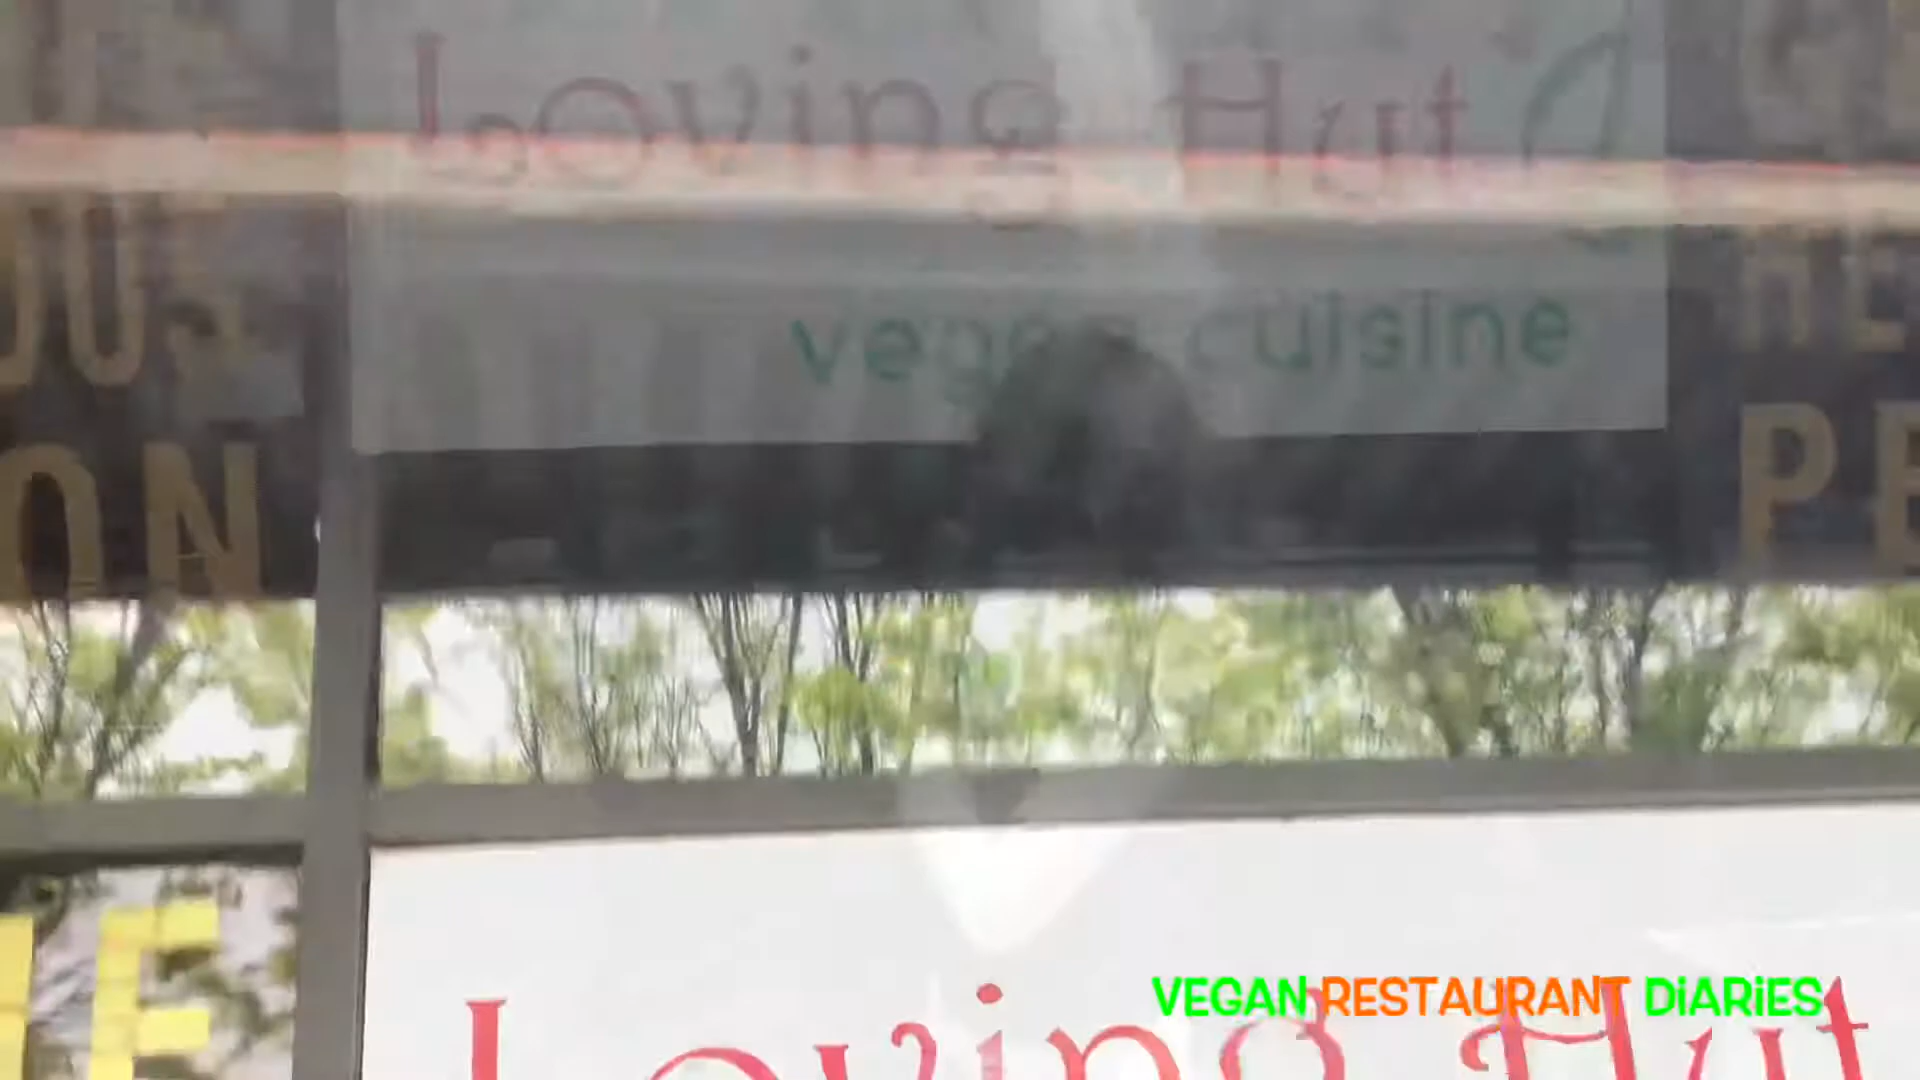 Loving Hut
vegan cuisine
ON
PE
VEGAN RESTAURANT DiARiES
Loving Hut